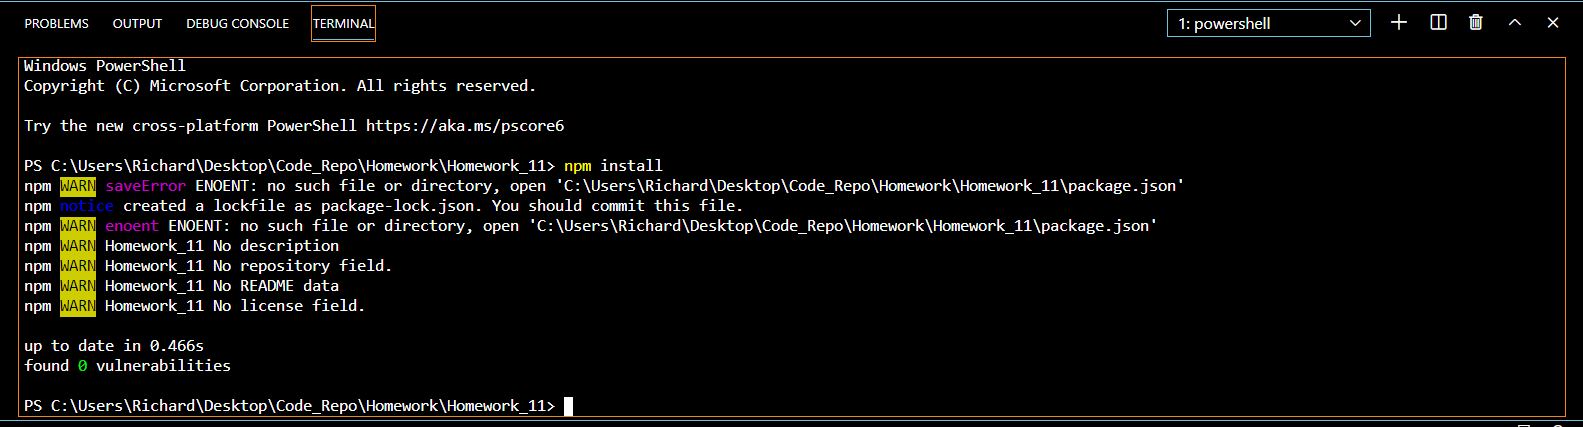 PROBLEMS OUTPUT DEBUG CONSOLE TERMINAL 1: powershell
Windows PowerShell
Copyright (C) Microsoft Corporation. All rights reserved.
Try the new cross-platform PowerShell https://aka.ms/pscore6
PS C:\Users\Richard\Desktop\Code_Repo\Homework\Homework_11> npm install
npm WARN saveError ENOENT: no such file or directory, open 'C:\Users\Richard\Desktop\Code_Repo\Homework\Homework_11\package.json'
npm notice created a lockfile as package-lock.json. You should commit this file.
npm WARN enoent ENOENT: no such file or directory, open 'C:\Users\Richard\Desktop\Code_Repo\Homework\Homework_11\package.json'
npm WARN Homework_11 No description
npm WARN Homework_11 No repository field.
npm WARN Homework_11 No README data
npm WARN Homework_11 No license field.
up to date in 0.466s
found 0 vulnerabilities
PS C:\Users\Richard\Desktop\Code_Repo\Homework\Homework_11>